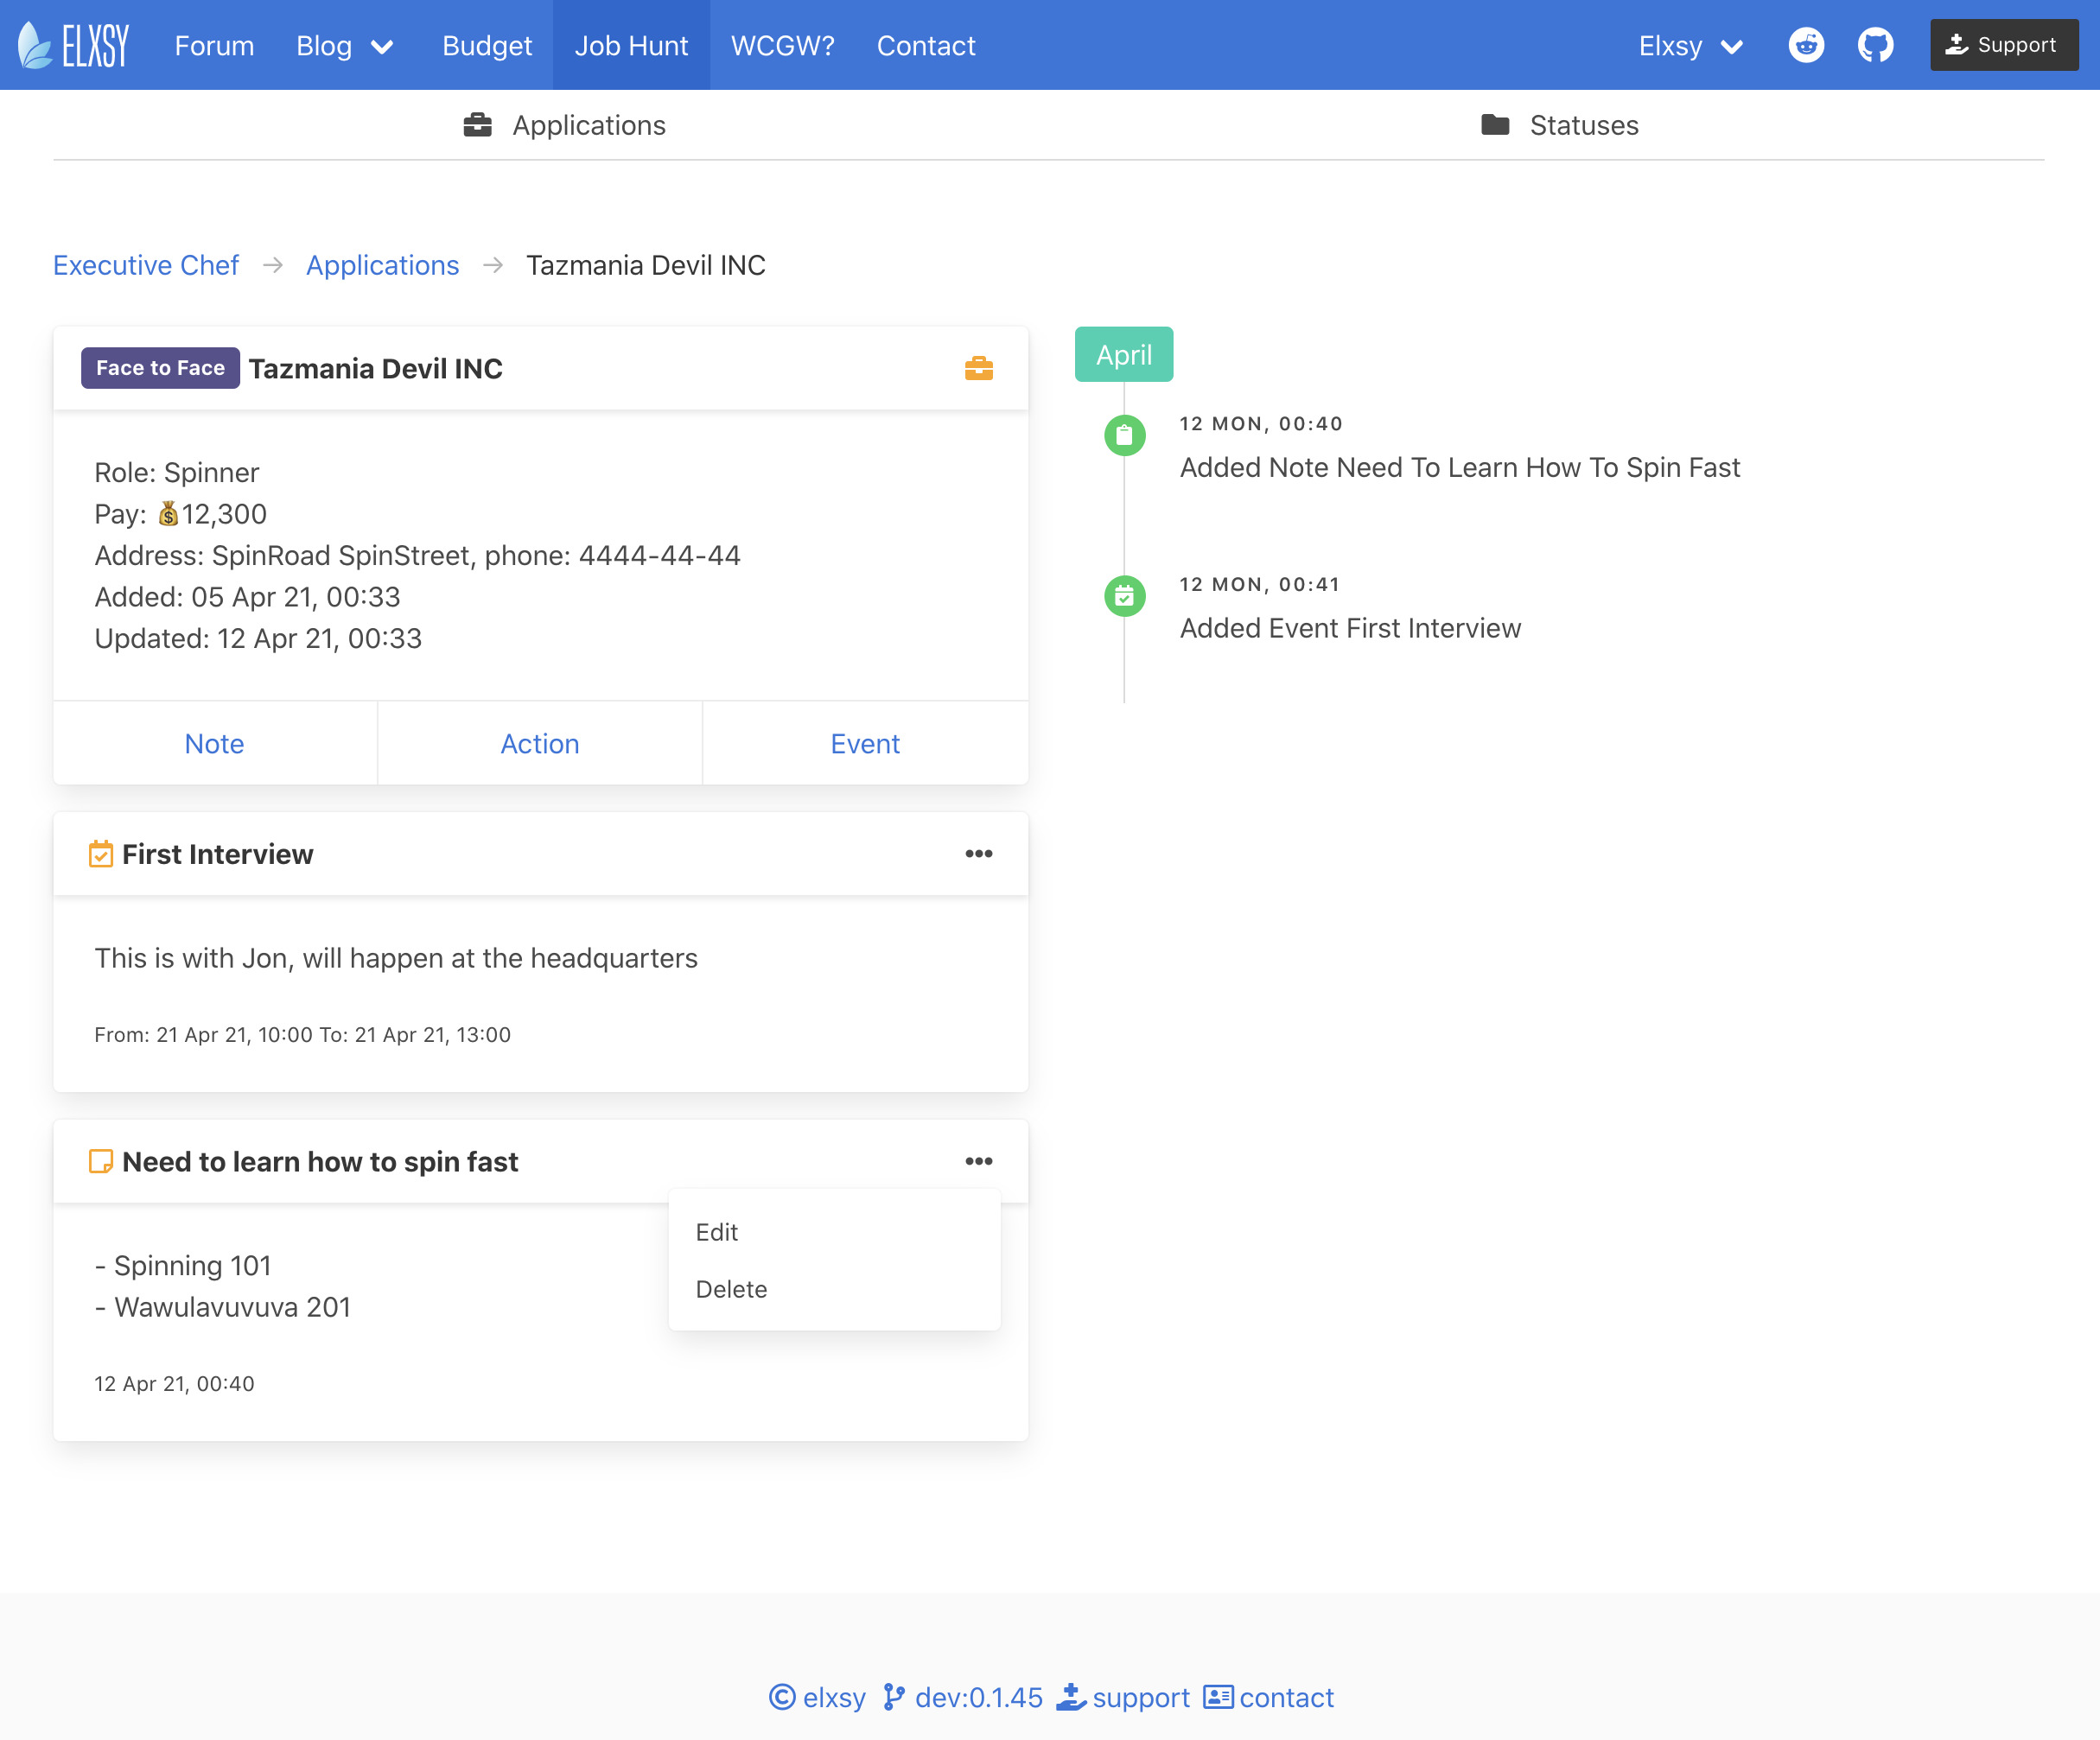 ELXSY Forum Blog Budget Job Hunt WCGW? Contact Elxsy Support
Applications Statuses
Executive Chef → Applications → Tazmania Devil INC
Face to Face Tazmania Devil INC
Role: Spinner
Pay: 💰12,300
Address: SpinRoad SpinStreet, phone: 4444-44-44
Added: 05 Apr 21, 00:33
Updated: 12 Apr 21, 00:33
Note Action Event
First Interview
This is with Jon, will happen at the headquarters
From: 21 Apr 21, 10:00 To: 21 Apr 21, 13:00
Need to learn how to spin fast
Edit
Delete
- Spinning 101
- Wawulavuvuva 201
12 Apr 21, 00:40
April
12 MON, 00:40
Added Note Need To Learn How To Spin Fast
12 MON, 00:41
Added Event First Interview
© elxsy dev:0.1.45 support contact